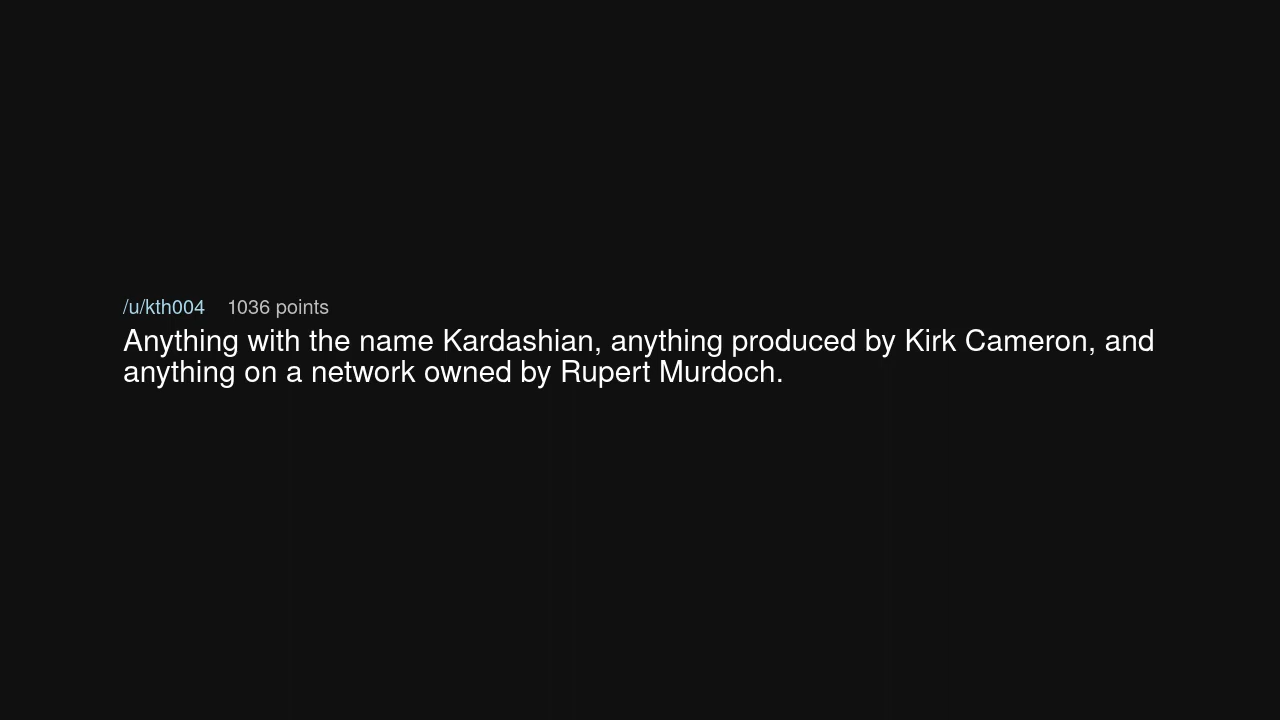 /u/kth004 1036 points
Anything with the name Kardashian, anything produced by Kirk Cameron, and
anything on a network owned by Rupert Murdoch.